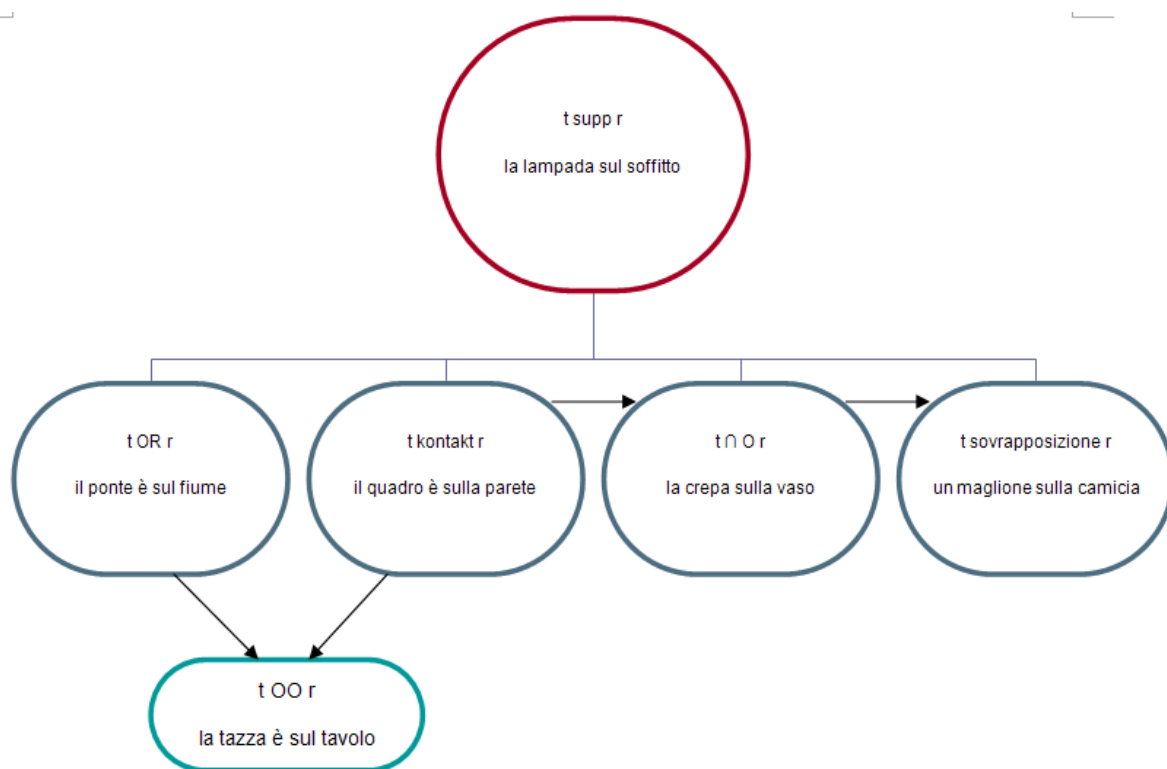 t supp r
la lampada sul soffitto
t OR r
il ponte è sul fiume
t kontakt r
il quadro è sulla parete
t ∩ O r
la crepa sulla vaso
t sovrapposizione r
un maglione sulla camicia
t OO r
la tazza è sul tavolo